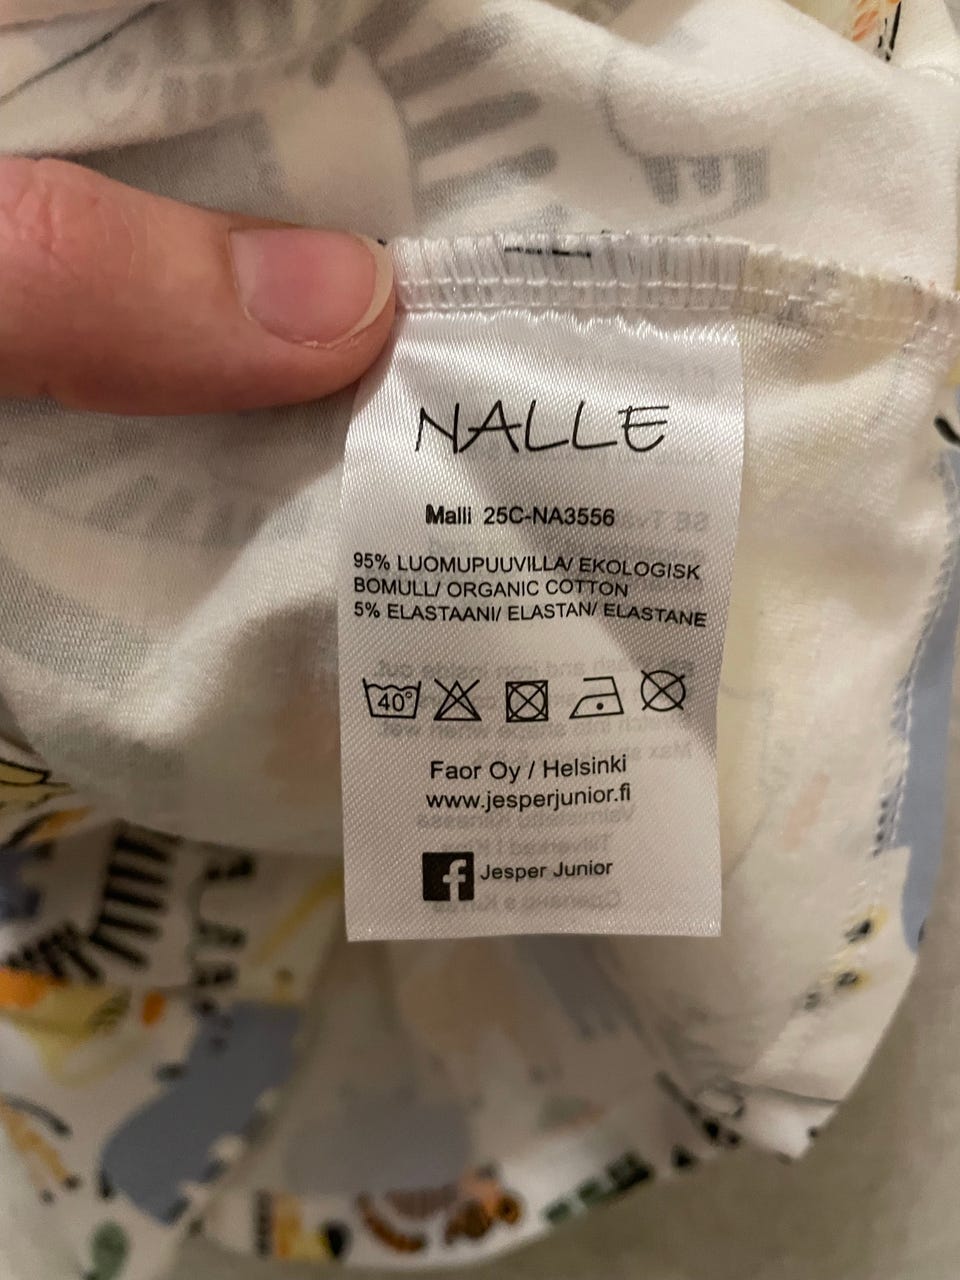 NALLE
Malli 25C-NA3556
95% LUOMUPUUVILLA/ EKOLOGISK
BOMULL/ ORGANIC COTTON
5% ELASTAANI/ ELASTAN/ ELASTANE
40°
Faor Oy / Helsinki
www.jesperjunior.fi
f Jesper Junior